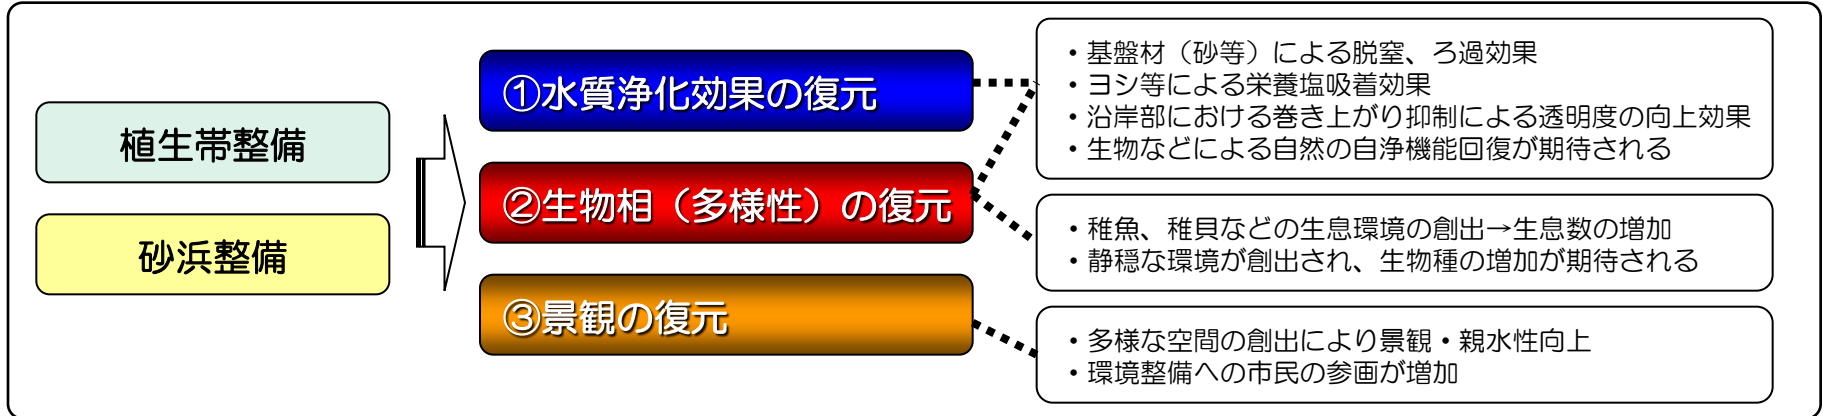 植生帯整備
砂浜整備
①水質浄化効果の復元
②生物相（多様性）の復元
③景観の復元
・基盤材（砂等）による脱窒、ろ過効果
・ヨシ等による栄養塩吸着効果
・沿岸部における巻き上がり抑制による透明度の向上効果
・生物などによる自然の自浄機能回復が期待される
・稚魚、稚貝などの生息環境の創出→生息数の増加
・静穏な環境が創出され、生物種の増加が期待される
・多様な空間の創出により景観・親水性向上
・環境整備への市民の参画が増加